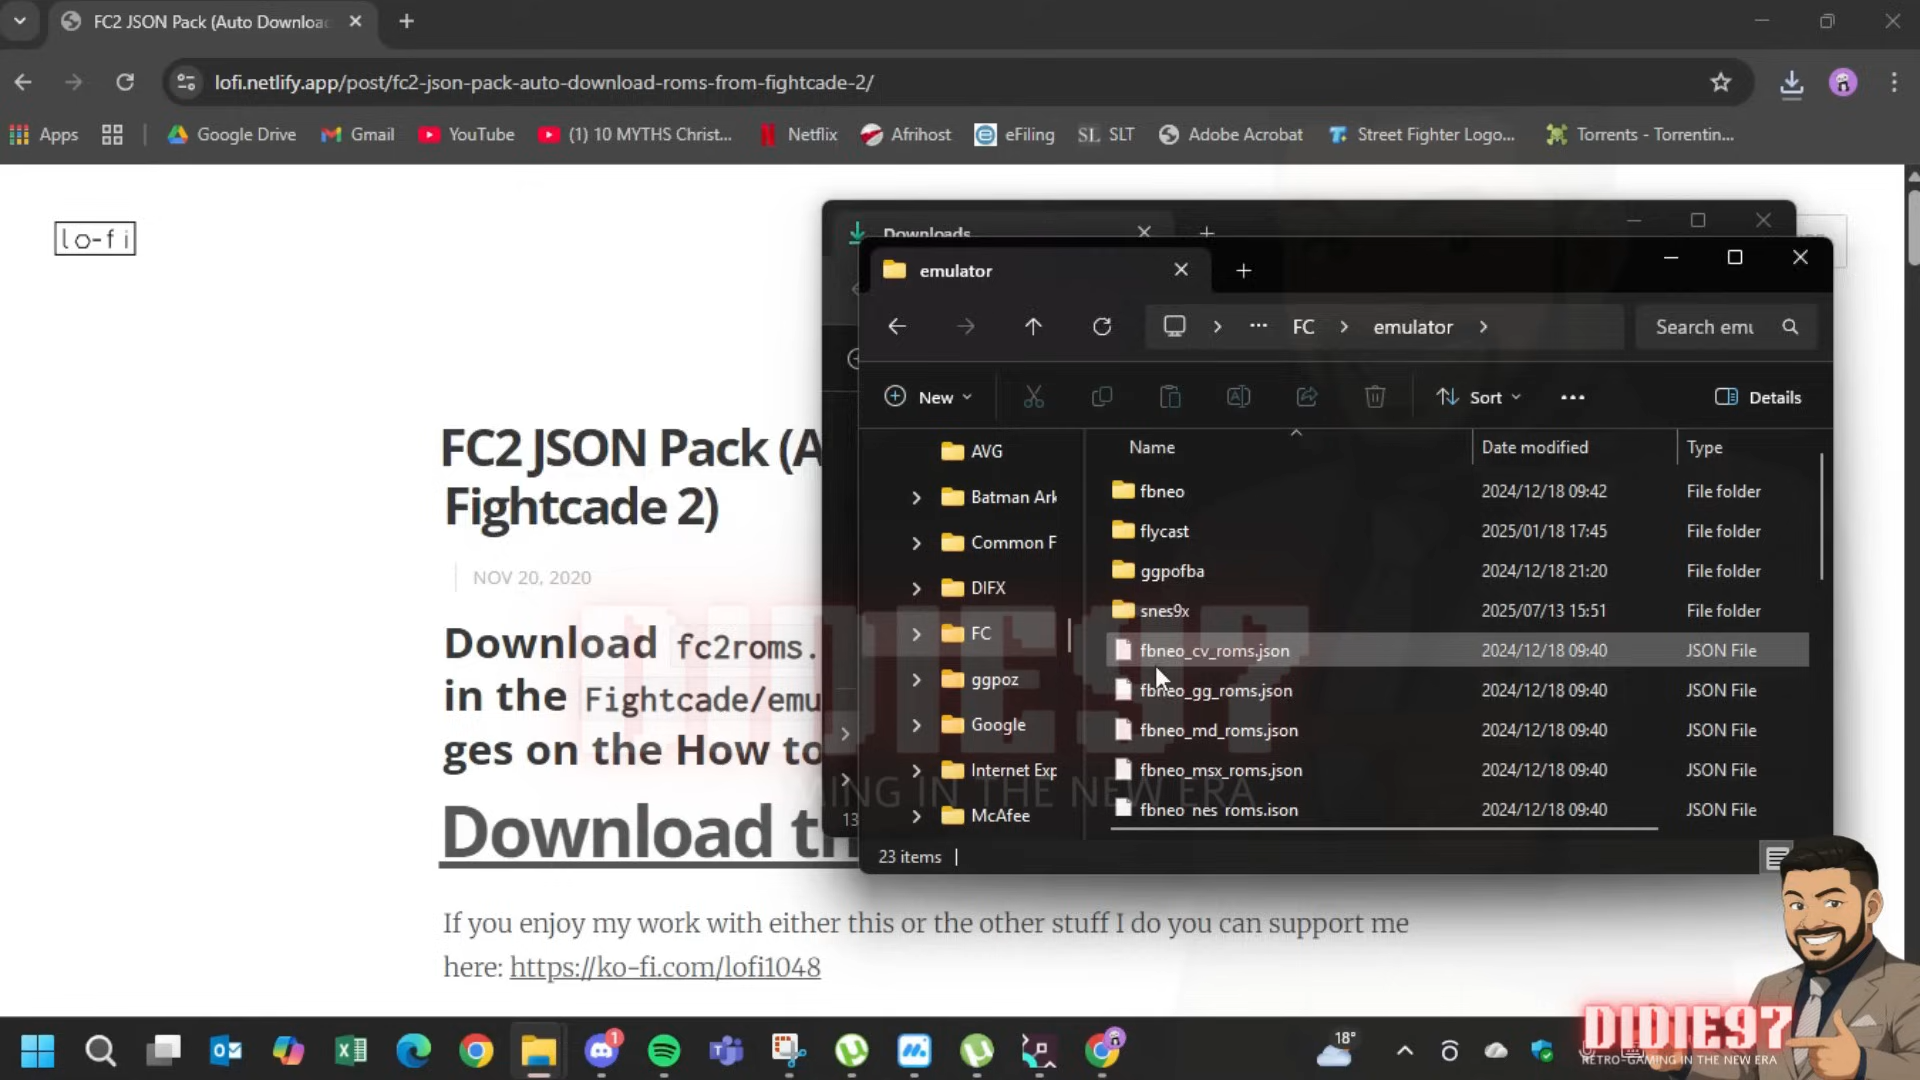 FC2 JSON Pack (Auto Downloa
lofi.netlify.app/post/fc2-json-pack-auto-download-roms-from-fightcade-2/
Apps
Google Drive
Gmail
YouTube
(1) 10 MYTHS Christ...
Netflix
Afrihost
eFiling
SLT
Adobe Acrobat
Street Fighter Logo...
Torrents - Torrentin...
lo-fi
Downloads
emulator
FC
emulator
Search emu
New
Sort
Details
Name
Date modified
Type
AVG
Batman Ark
Common F
DIFX
FC
ggpoz
Google
Internet Exp
McAfee
fbneo 2024/12/18 09:42 File folder
flycast 2025/01/18 17:45 File folder
ggpofba 2024/12/18 21:20 File folder
snes9x 2025/07/13 15:51 File folder
fbneo_cv_roms.json 2024/12/18 09:40 JSON File
fbneo_gg_roms.json 2024/12/18 09:40 JSON File
fbneo_md_roms.json 2024/12/18 09:40 JSON File
fbneo_msx_roms.json 2024/12/18 09:40 JSON File
fbneo_nes_roms.json 2024/12/18 09:40 JSON File
23 items
13
FC2 JSON Pack (A
Fightcade 2)
NOV 20, 2020
Download fc2roms.
in the Fightcade/emu
ges on the How to
Download th
If you enjoy my work with either this or the other stuff I do you can support me
here: https://ko-fi.com/lofi1048
DIDIE97
MING IN THE NEW ERA
18°
1
DIDIE97
RETRO-GAMING IN THE NEW ERA